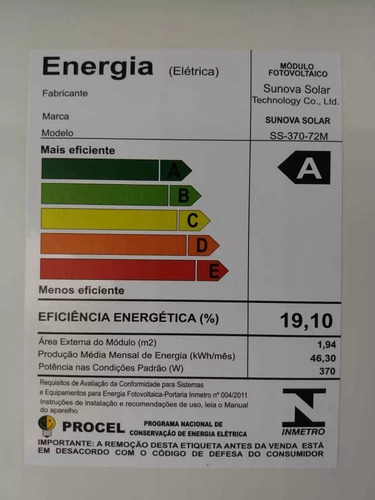 Energia (Elétrica)
MÓDULO
FOTOVOLTAICO
Fabricante
Sunova Solar
Technology Co., Ltd.
Marca
SUNOVA SOLAR
Modelo
SS-370-72M
Mais eficiente
A
A
B
C
D
E
Menos eficiente
EFICIÊNCIA ENERGÉTICA (%) 19,10
Área Externa do Módulo (m2) 1,94
Produção Média Mensal de Energia (kWh/mês) 46,30
Potência nas Condições Padrão (W) 370
Requisitos de Avaliação da Conformidade para Sistemas
e Equipamentos para Energia Fotovoltaica-Portaria Inmetro nº 004/2011
Instruções de instalação e recomendações de uso, leia o Manual
do aparelho
PROCEL
PROGRAMA NACIONAL DE
CONSERVAÇÃO DE ENERGIA ELÉTRICA
INMETRO
IMPORTANTE: A REMOÇÃO DESTA ETIQUETA ANTES DA VENDA ESTÁ
EM DESACORDO COM O CÓDIGO DE DEFESA DO CONSUMIDOR